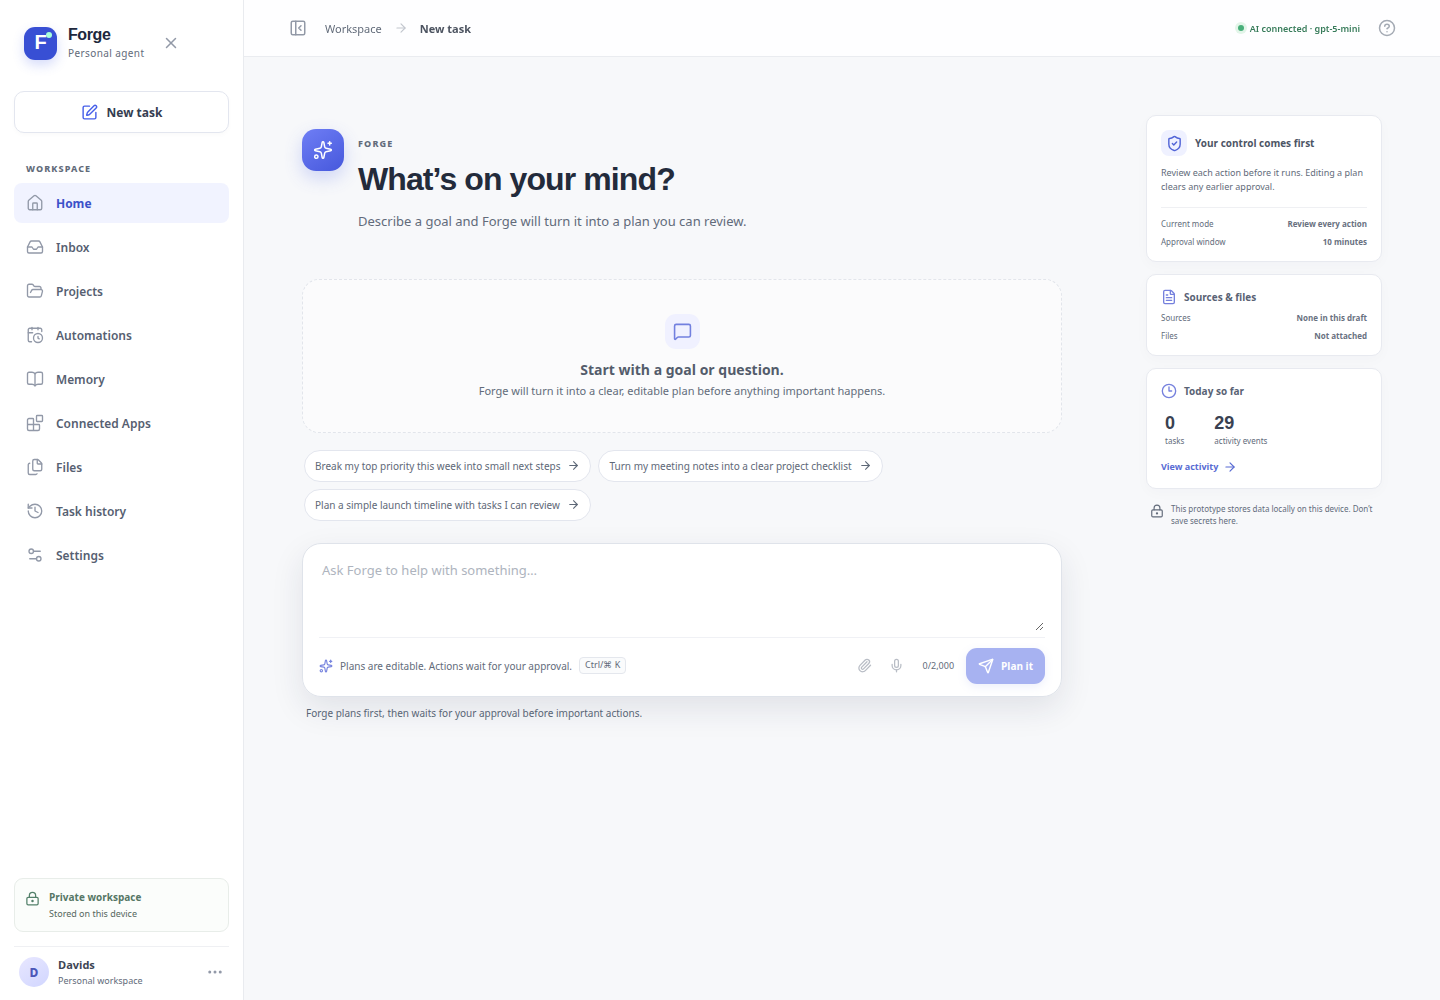 F
Forge
Personal agent
New task
WORKSPACE
Home
Inbox
Projects
Automations
Memory
Connected Apps
Files
Task history
Settings
Private workspace
Stored on this device
D
Davids
Personal workspace
Workspace
New task
AI connected · gpt-5-mini
FORGE
What’s on your mind?
Describe a goal and Forge will turn it into a plan you can review.
Start with a goal or question.
Forge will turn it into a clear, editable plan before anything important happens.
Break my top priority this week into small next steps
Turn my meeting notes into a clear project checklist
Plan a simple launch timeline with tasks I can review
Ask Forge to help with something...
Plans are editable. Actions wait for your approval.
Ctrl/⌘ K
0/2,000
Plan it
Forge plans first, then waits for your approval before important actions.
Your control comes first
Review each action before it runs. Editing a plan
clears any earlier approval.
Current mode Review every action
Approval window 10 minutes
Sources & files
Sources None in this draft
Files Not attached
Today so far
0 29
tasks activity events
View activity
This prototype stores data locally on this device. Don't
save secrets here.